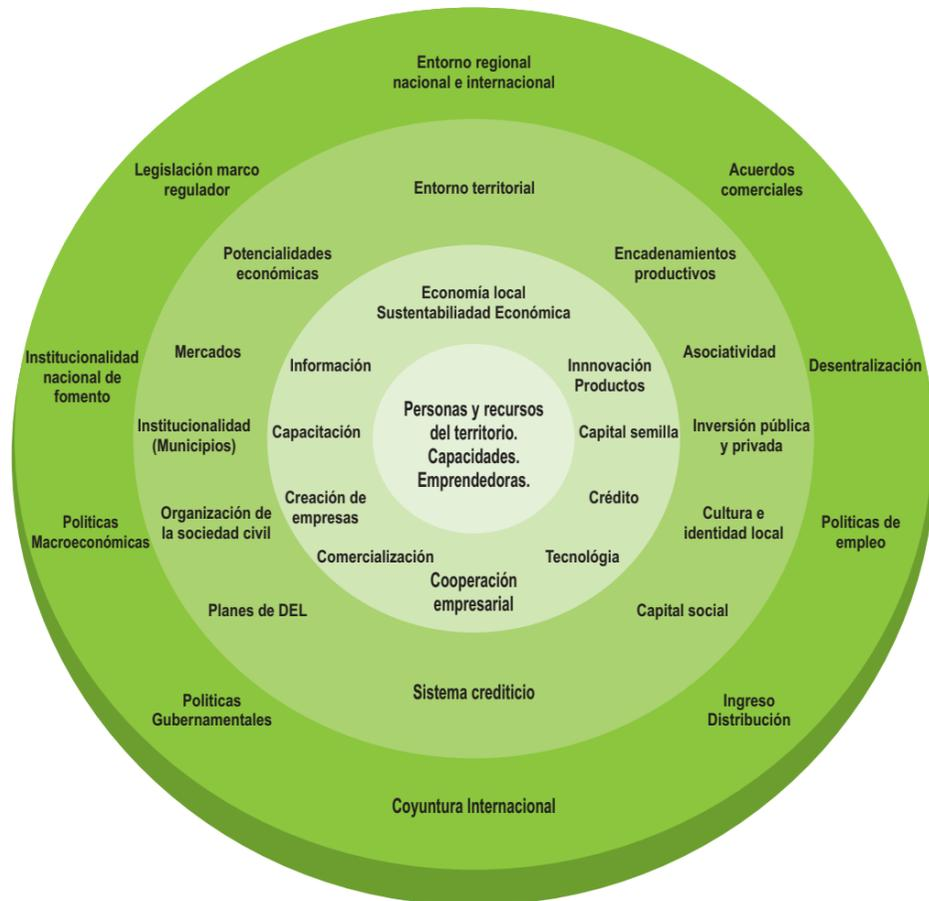 Entorno regional
nacional e internacional
Legislación marco
regulador
Acuerdos
comerciales
Entorno territorial
Potencialidades
económicas
Encadenamientos
productivos
Economía local
Sustentabiliadad Económica
Institucionalidad
nacional de
fomento
Mercados
Información
Innnovación
Productos
Asociatividad
Desentralización
Personas y recursos
del territorio.
Capacidades.
Emprendedoras.
Institucionalidad
(Municipios)
Capacitación
Capital semilla
Inversión pública
y privada
Creación de
empresas
Crédito
Politicas
Macroeconómicas
Organización de
la sociedad civil
Cultura e
identidad local
Politicas de
empleo
Comercialización
Tecnológia
Cooperación
empresarial
Planes de DEL
Capital social
Sistema crediticio
Politicas
Gubernamentales
Ingreso
Distribución
Coyuntura Internacional